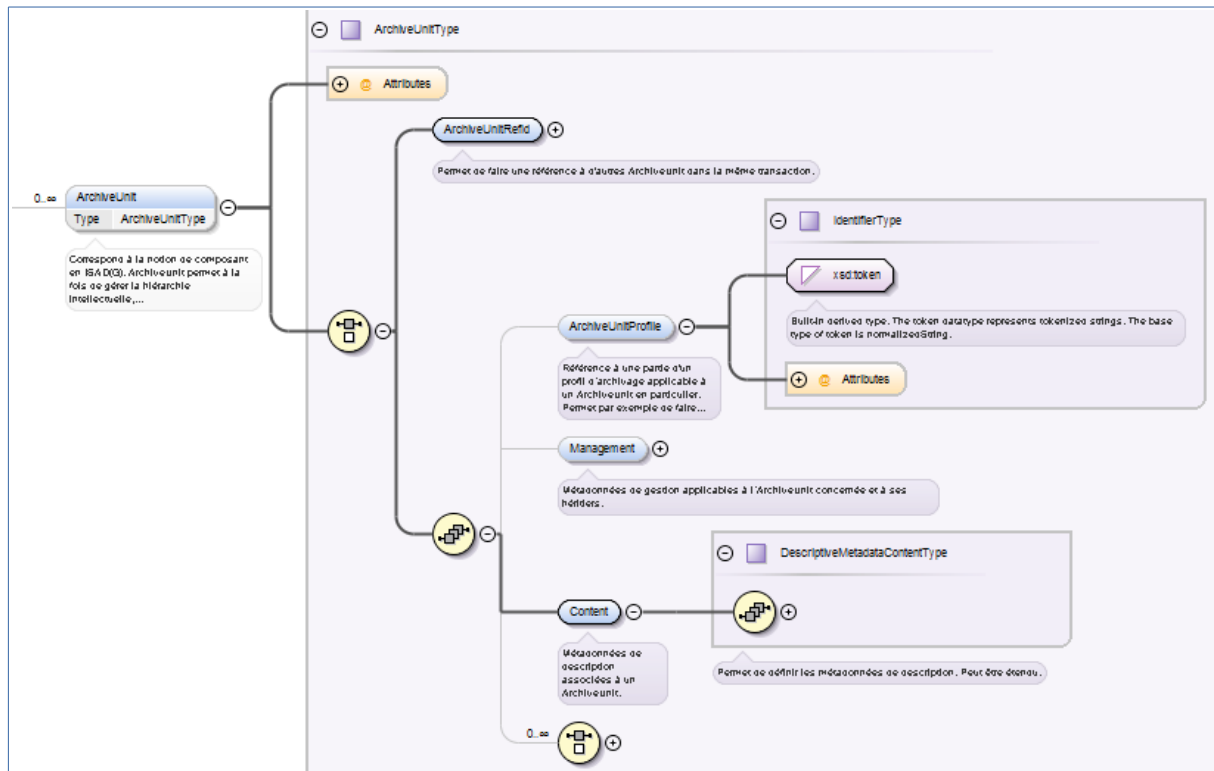 ArchiveUnitType
@ Attributes
ArchiveUnitRefId
Permet de faire une référence à d'autres ArchiveUnit dans la même transaction.
0..∞
ArchiveUnit
Type ArchiveUnitType
Correspond à la notion de composant
en ISAD(G). ArchiveUnit permet à la
fois de gérer la hiérarchie
intellectuelle,...
IdentifierType
xsd:token
Built-in derived type. The token datatype represents tokenized strings. The base
type of token is normalizedString.
@ Attributes
ArchiveUnitProfile
Référence à une partie d'un
profil d'archivage applicable à
un ArchiveUnit en particulier.
Permet par exemple de faire...
Management
Métadonnées de gestion applicables à l'ArchiveUnit concernée et à ses
héritiers.
DescriptiveMetadataContentType
Content
Métadonnées de
description
associées à un
ArchiveUnit.
Permet de définir les métadonnées de description. Peut être étendu.
0..∞